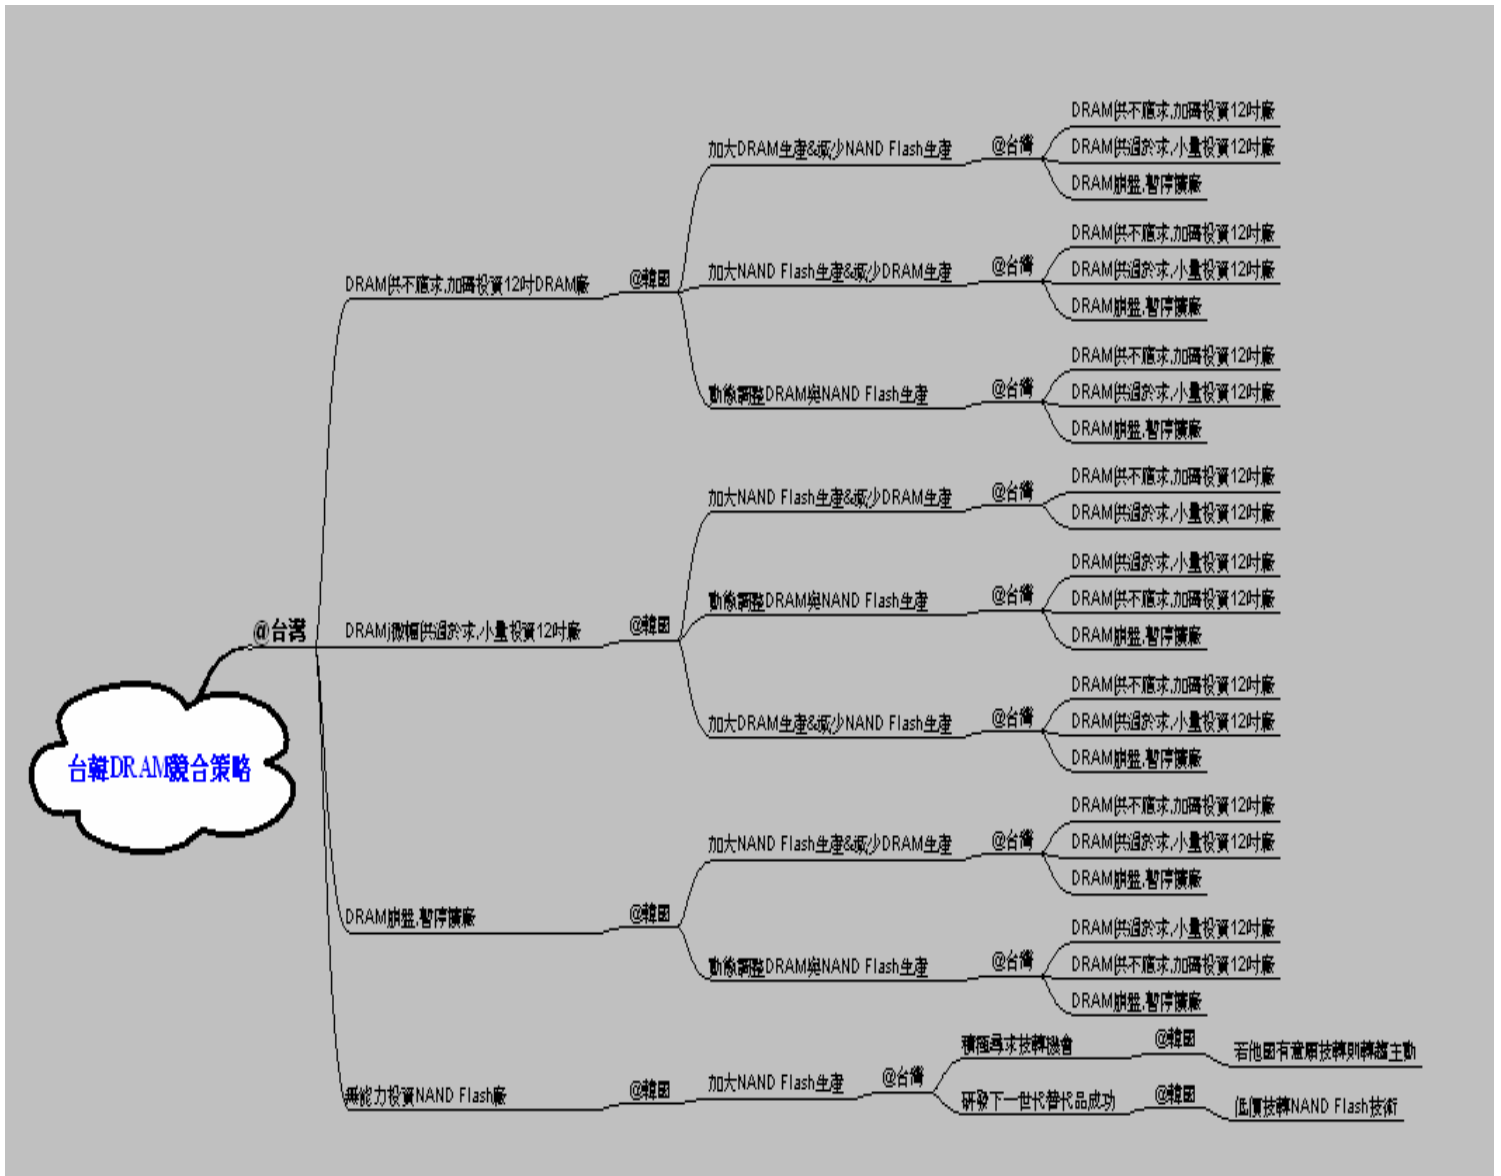 台韓DRAM競合策略
@台灣
DRAM供不應求,加碼投資12吋DRAM廠
@韓國
加大DRAM生產&減少NAND Flash生產
@台灣
DRAM供不應求,加碼投資12吋廠
DRAM供過於求,小量投資12吋廠
DRAM崩盤,暫停擴廠
加大NAND Flash生產&減少DRAM生產
@台灣
DRAM供不應求,加碼投資12吋廠
DRAM供過於求,小量投資12吋廠
DRAM崩盤,暫停擴廠
動態調整DRAM與NAND Flash生產
@台灣
DRAM供不應求,加碼投資12吋廠
DRAM供過於求,小量投資12吋廠
DRAM崩盤,暫停擴廠
DRAMj微幅供過於求,小量投資12吋廠
@韓國
加大NAND Flash生產&減少DRAM生產
@台灣
DRAM供不應求,加碼投資12吋廠
DRAM供過於求,小量投資12吋廠
動態調整DRAM與NAND Flash生產
@台灣
DRAM供過於求,小量投資12吋廠
DRAM供不應求,加碼投資12吋廠
DRAM崩盤,暫停擴廠
加大DRAM生產&減少NAND Flash生產
@台灣
DRAM供不應求,加碼投資12吋廠
DRAM供過於求,小量投資12吋廠
DRAM崩盤,暫停擴廠
DRAM崩盤,暫停擴廠
@韓國
加大NAND Flash生產&減少DRAM生產
@台灣
DRAM供不應求,加碼投資12吋廠
DRAM供過於求,小量投資12吋廠
DRAM崩盤,暫停擴廠
動態調整DRAM與NAND Flash生產
@台灣
DRAM供過於求,小量投資12吋廠
DRAM供不應求,加碼投資12吋廠
DRAM崩盤,暫停擴廠
無能力投資NAND Flash廠
@韓國
加大NAND Flash生產
@台灣
積極尋求技轉機會
@韓國
若他國有意願技轉則轉趨主動
研發下一世代替代品成功
@韓國
低價技轉NAND Flash技術